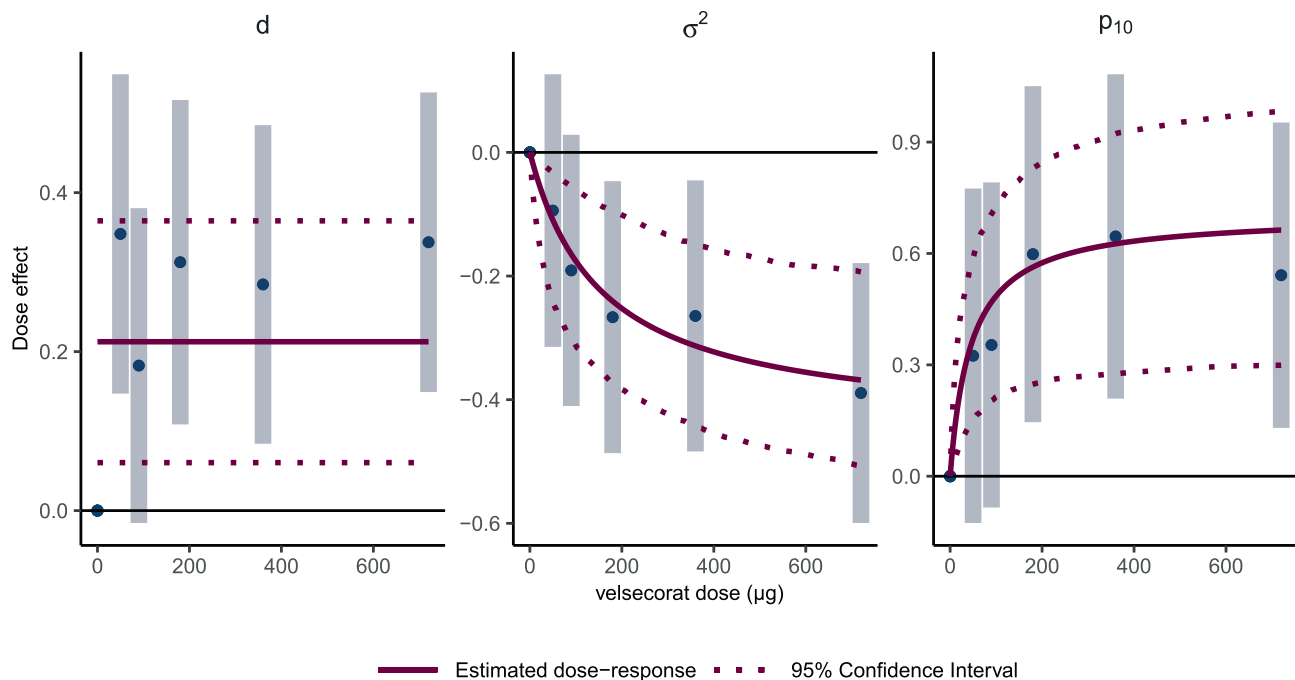 d
σ²
p₁₀
Dose effect
0.4
0.2
0.0
0.0
−0.2
−0.4
−0.6
0.9
0.6
0.3
0.0
0 200 400 600
0 200 400 600
0 200 400 600
velsecorat dose (µg)
Estimated dose−response
95% Confidence Interval